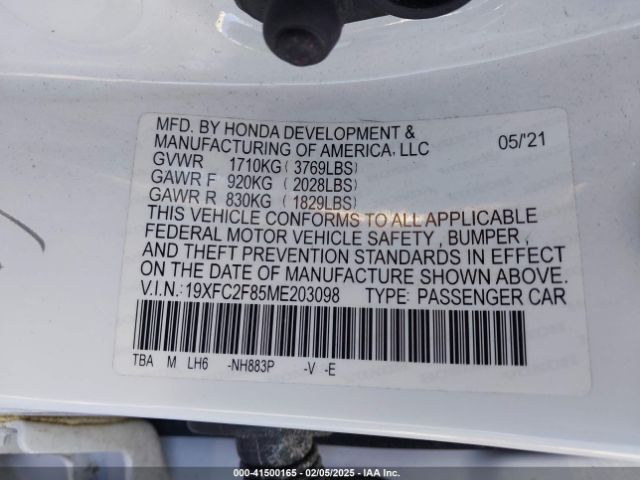 MFD. BY HONDA DEVELOPMENT & 05/'21
MANUFACTURING OF AMERICA, LLC
GVWR 1710KG ( 3769LBS)
GAWR F 920KG ( 2028LBS)
GAWR R 830KG ( 1829LBS)
THIS VEHICLE CONFORMS TO ALL APPLICABLE
FEDERAL MOTOR VEHICLE SAFETY , BUMPER ,
AND THEFT PREVENTION STANDARDS IN EFFECT
ON THE DATE OF MANUFACTURE SHOWN ABOVE.
V.I.N.: 19XFC2F85ME203098 TYPE: PASSENGER CAR
TBA M LH6 -NH883P -V -E
000-41500165 - 02/05/2025 - IAA Inc.